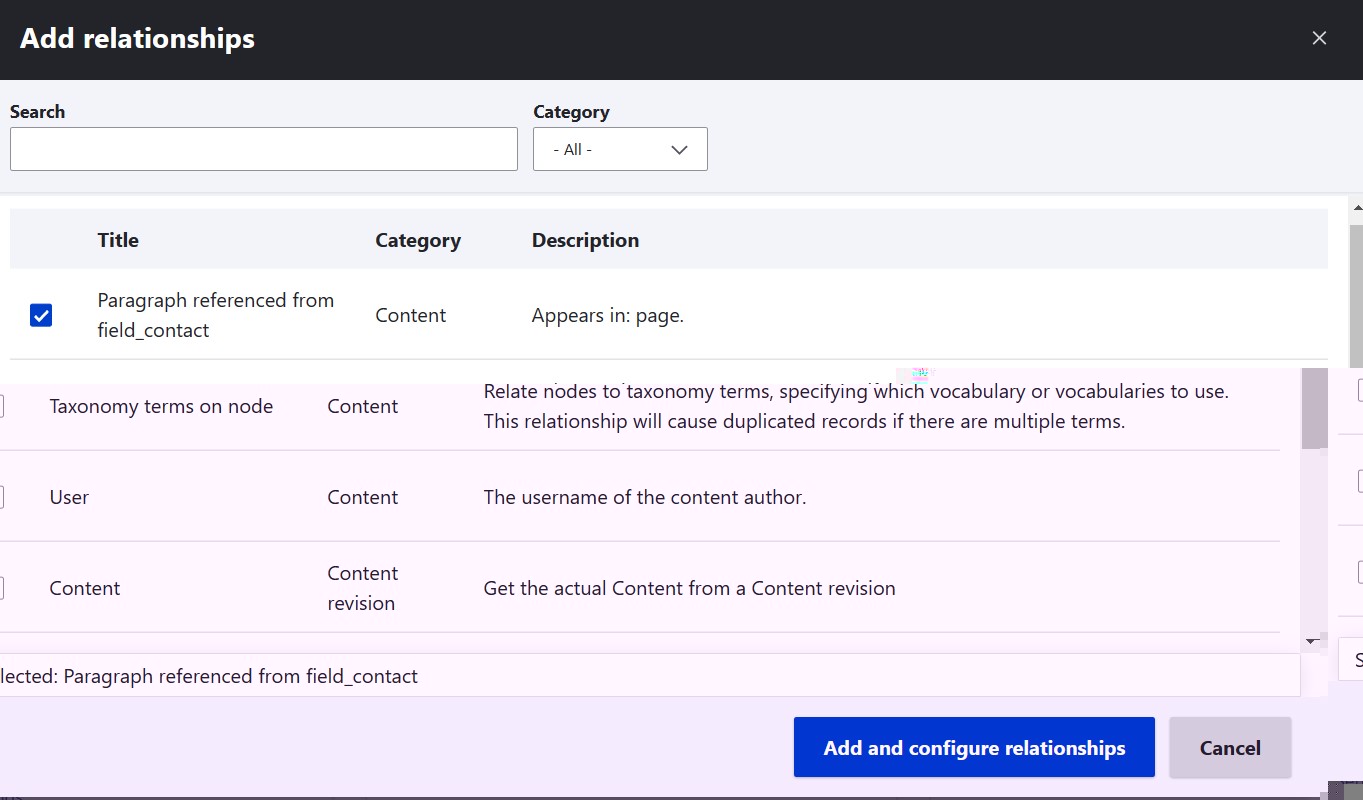 Add relationships
Search
Category
- All -
Title Category Description
Paragraph referenced from
field_contact
Content
Appears in: page.
Taxonomy terms on node
Content
Relate nodes to taxonomy terms, specifying which vocabulary or vocabularies to use.
This relationship will cause duplicated records if there are multiple terms.
User
Content
The username of the content author.
Content
Content
revision
Get the actual Content from a Content revision
lected: Paragraph referenced from field_contact
S
Add and configure relationships
Cancel